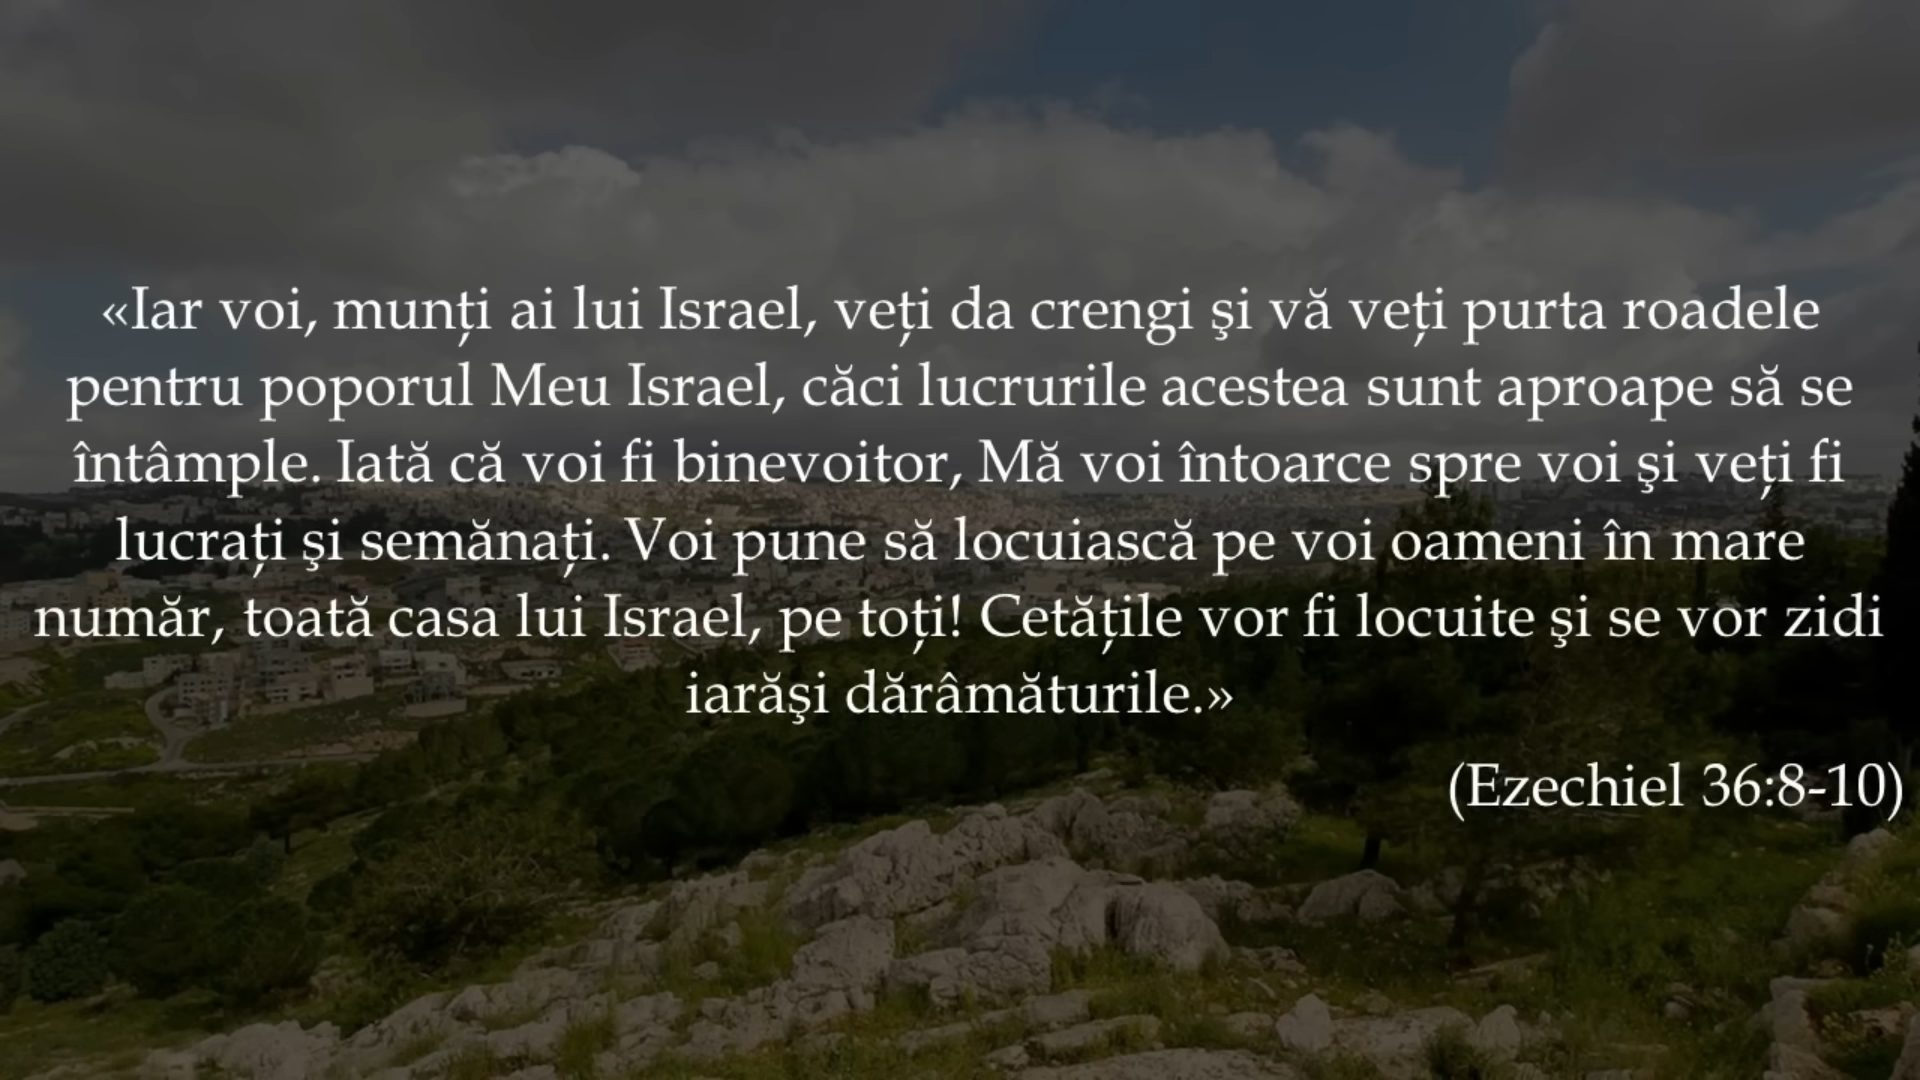 «Iar voi, munți ai lui Israel, veți da crengi şi vă veți purta roadele
pentru poporul Meu Israel, căci lucrurile acestea sunt aproape să se
întâmple. Iată că voi fi binevoitor, Mă voi întoarce spre voi şi veți fi
lucrați şi semănați. Voi pune să locuiască pe voi oameni în mare
număr, toată casa lui Israel, pe toți! Cetățile vor fi locuite şi se vor zidi
iarăşi dărâmăturile.»
(Ezechiel 36:8-10)